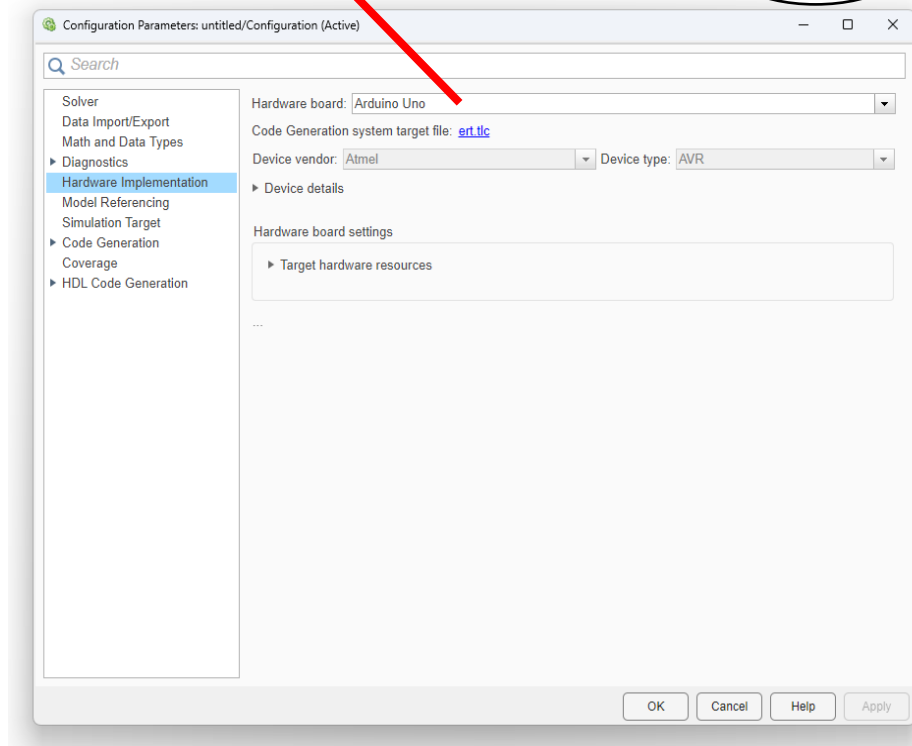 Configuration Parameters: untitled/Configuration (Active)
Search
Solver
Data Import/Export
Math and Data Types
Diagnostics
Hardware Implementation
Model Referencing
Simulation Target
Code Generation
Coverage
HDL Code Generation
Hardware board: Arduino Uno
Code Generation system target file: ert.tlc
Device vendor: Atmel Device type: AVR
Device details
Hardware board settings
Target hardware resources
...
OK Cancel Help Apply